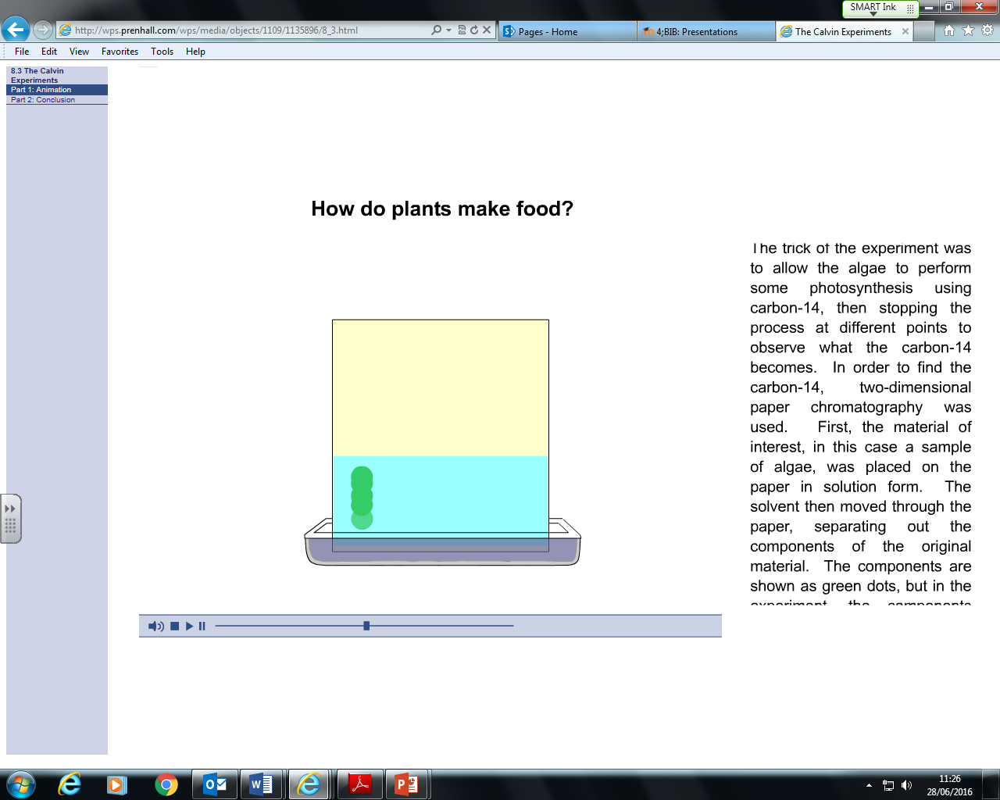 SMART Ink
http://wps.prenhall.com/wps/media/objects/1109/1135896/8_3.html
Pages - Home
4;BIB: Presentations
The Calvin Experiments
File Edit View Favorites Tools Help
8.3 The Calvin
Experiments
Part 1: Animation
Part 2: Conclusion
How do plants make food?
The trick of the experiment was
to allow the algae to perform
some photosynthesis using
carbon-14, then stopping the
process at different points to
observe what the carbon-14
becomes. In order to find the
carbon-14, two-dimensional
paper chromatography was
used. First, the material of
interest, in this case a sample
of algae, was placed on the
paper in solution form. The
solvent then moved through the
paper, separating out the
components of the original
material. The components are
shown as green dots, but in the
experiment, the components
11:26
28/06/2016